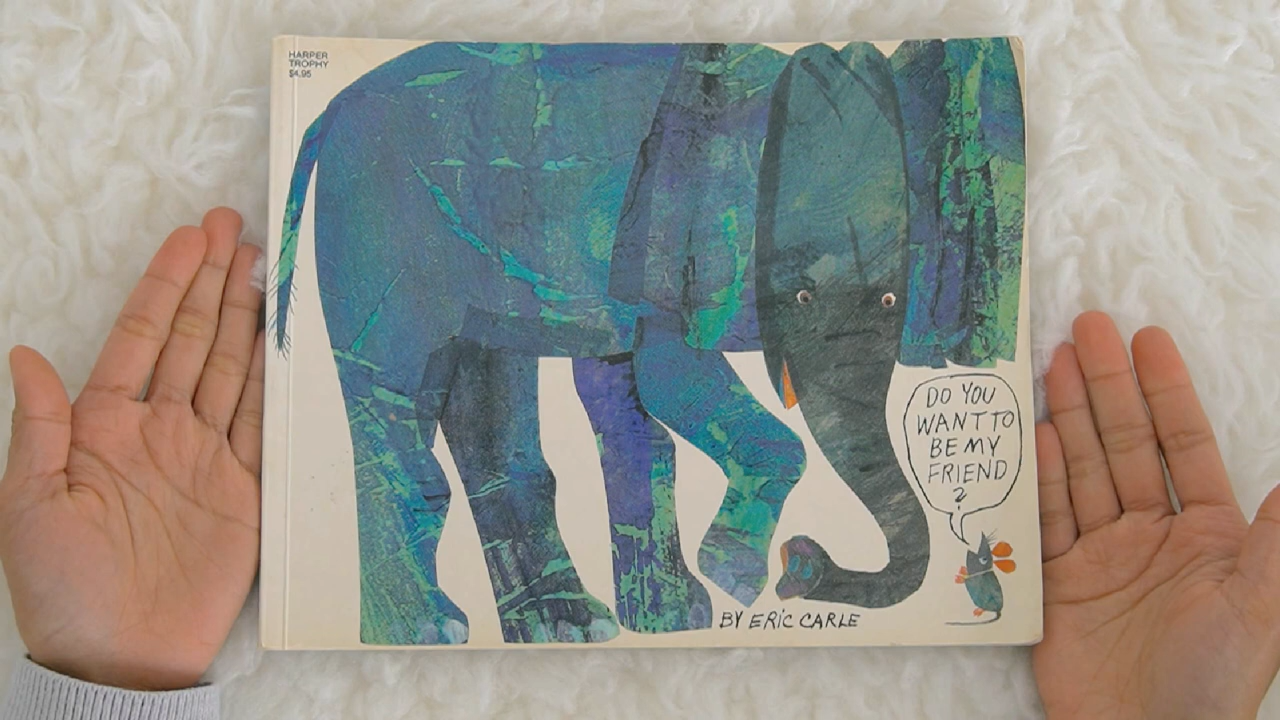 HARPER
TROPHY
$4.95
DO YOU
WANT TO
BE MY
FRIEND
?
BY ERIC CARLE